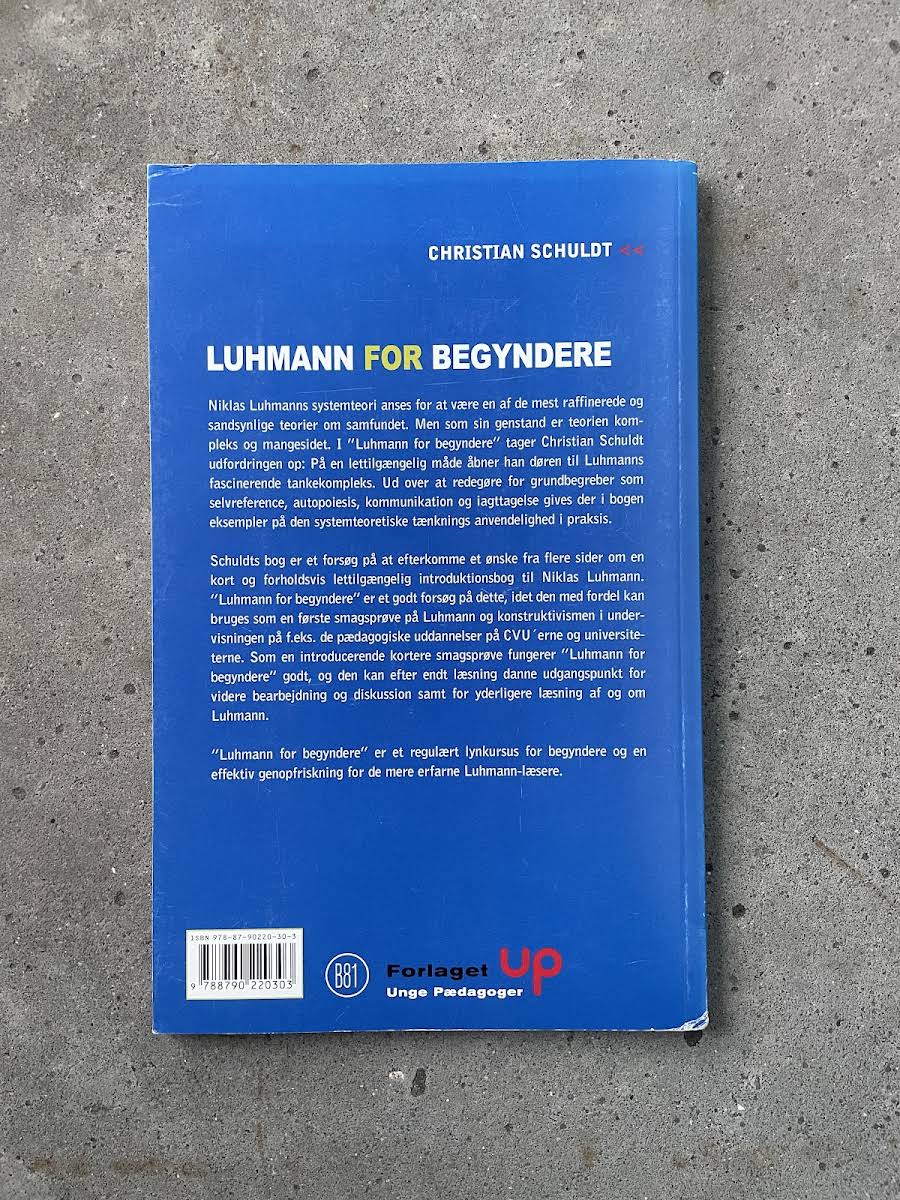 CHRISTIAN SCHULDT <<
LUHMANN FOR BEGYNDERE
Niklas Luhmanns systemteori anses for at være en af de mest raffinerede og
sandsynlige teorier om samfundet. Men som sin genstand er teorien kom-
pleks og mangesidet. I "Luhmann for begyndere" tager Christian Schuldt
udfordringen op: På en lettilgængelig måde åbner han døren til Luhmanns
fascinerende tankekompleks. Ud over at redegøre for grundbegreber som
selvreference, autopoiesis, kommunikation og iagttagelse gives der i bogen
eksempler på den systemteoretiske tænknings anvendelighed i praksis.
Schuldts bog er et forsøg på at efterkomme et ønske fra flere sider om en
kort og forholdsvis lettilgængelig introduktionsbog til Niklas Luhmann.
"Luhmann for begyndere" er et godt forsøg på dette, idet den med fordel kan
bruges som en første smagsprøve på Luhmann og konstruktivismen i under-
visningen på f.eks. de pædagogiske uddannelser på CVU´erne og universite-
terne. Som en introducerende kortere smagsprøve fungerer "Luhmann for
begyndere" godt, og den kan efter endt læsning danne udgangspunkt for
videre bearbejdning og diskussion samt for yderligere læsning af og om
Luhmann.
"Luhmann for begyndere" er et regulært lynkursus for begyndere og en
effektiv genopfriskning for de mere erfarne Luhmann-læsere.
ISBN 978-87-90220-30-3
9 788790 220303
B81
Forlaget UP
Unge Pædagoger